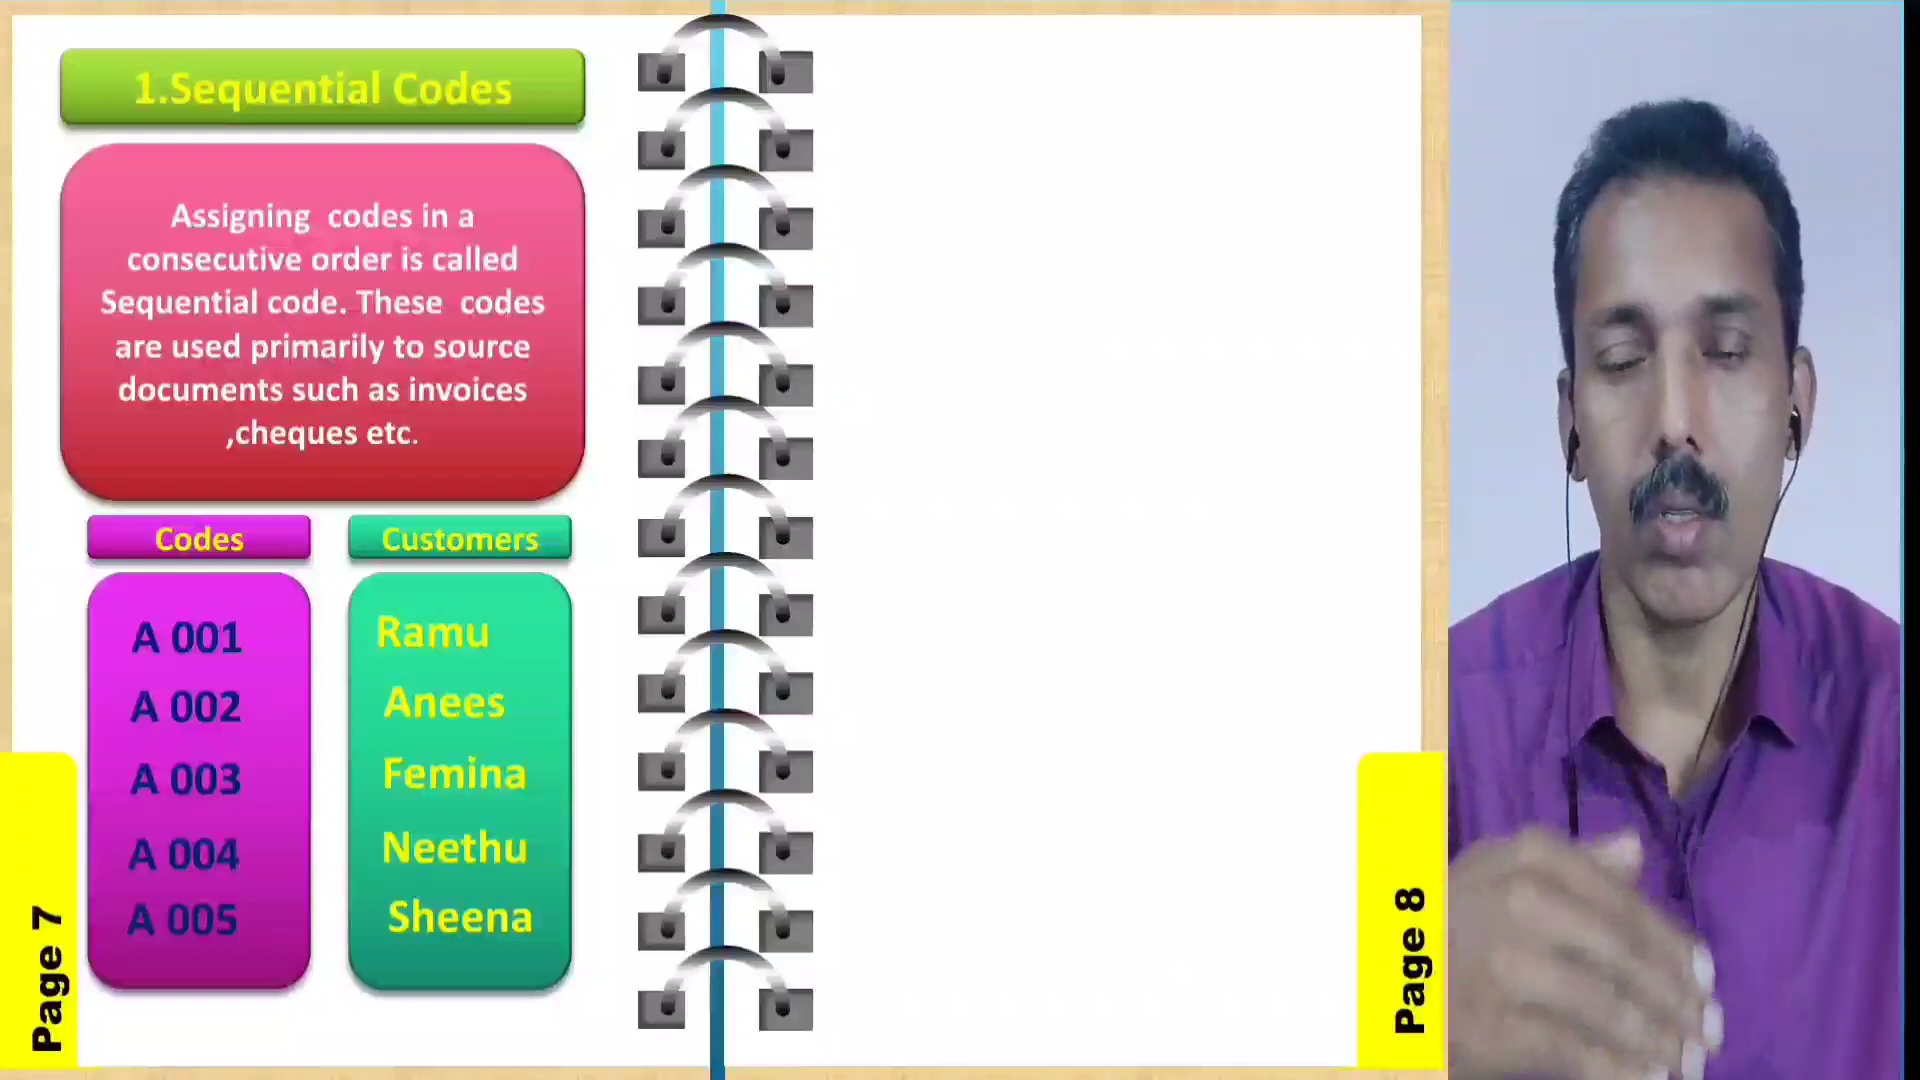 1.Sequential Codes
Assigning codes in a
consecutive order is called
Sequential code. These codes
are used primarily to source
documents such as invoices
,cheques etc.
Codes
Customers
A 001
Ramu
A 002
Anees
A 003
Femina
A 004
Neethu
A 005
Sheena
Page 7
Page 8